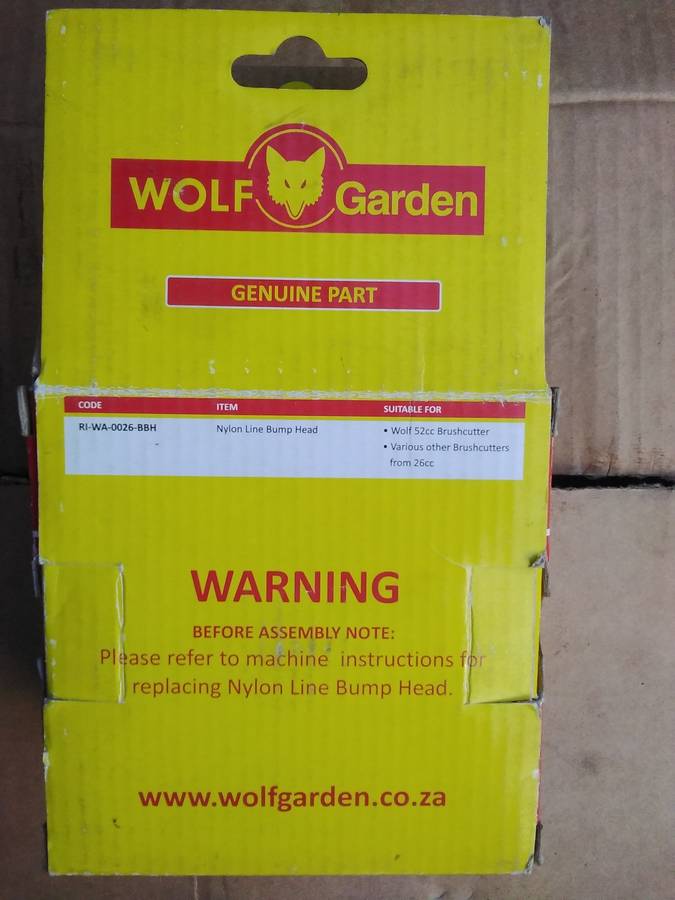 WOLF Garden
GENUINE PART
CODE ITEM SUITABLE FOR
RI-WA-0026-BBH Nylon Line Bump Head • Wolf 52cc Brushcutter
• Various other Brushcutters
from 26cc
WARNING
BEFORE ASSEMBLY NOTE:
Please refer to machine instructions for
replacing Nylon Line Bump Head.
www.wolfgarden.co.za